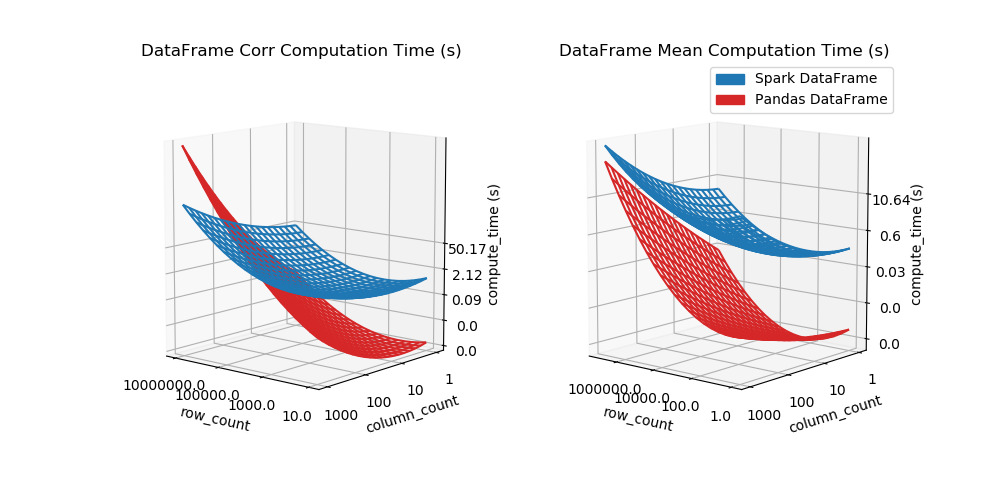 DataFrame Corr Computation Time (s)
50.17
2.12
0.09
0.0
0.0
compute_time (s)
10000000.0
100000.0
1000.0
10.0
row_count
1000
100
10
1
column_count
DataFrame Mean Computation Time (s)
Spark DataFrame
Pandas DataFrame
10.64
0.6
0.03
0.0
0.0
compute_time (s)
1000000.0
10000.0
100.0
1.0
row_count
1000
100
10
1
column_count